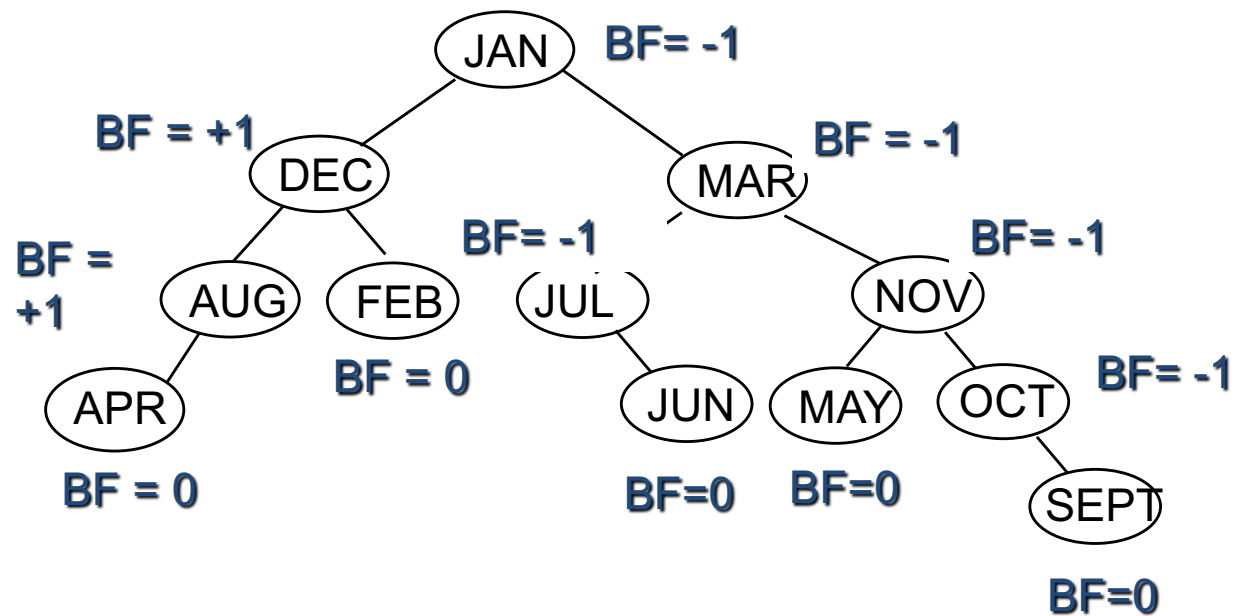 JAN
BF= -1
BF = +1
DEC
MAR
BF = -1
BF =
+1
AUG
FEB
BF= -1
JUL
NOV
BF= -1
APR
BF = 0
JUN
MAY
OCT
BF= -1
BF = 0
BF=0
BF=0
SEPT
BF=0